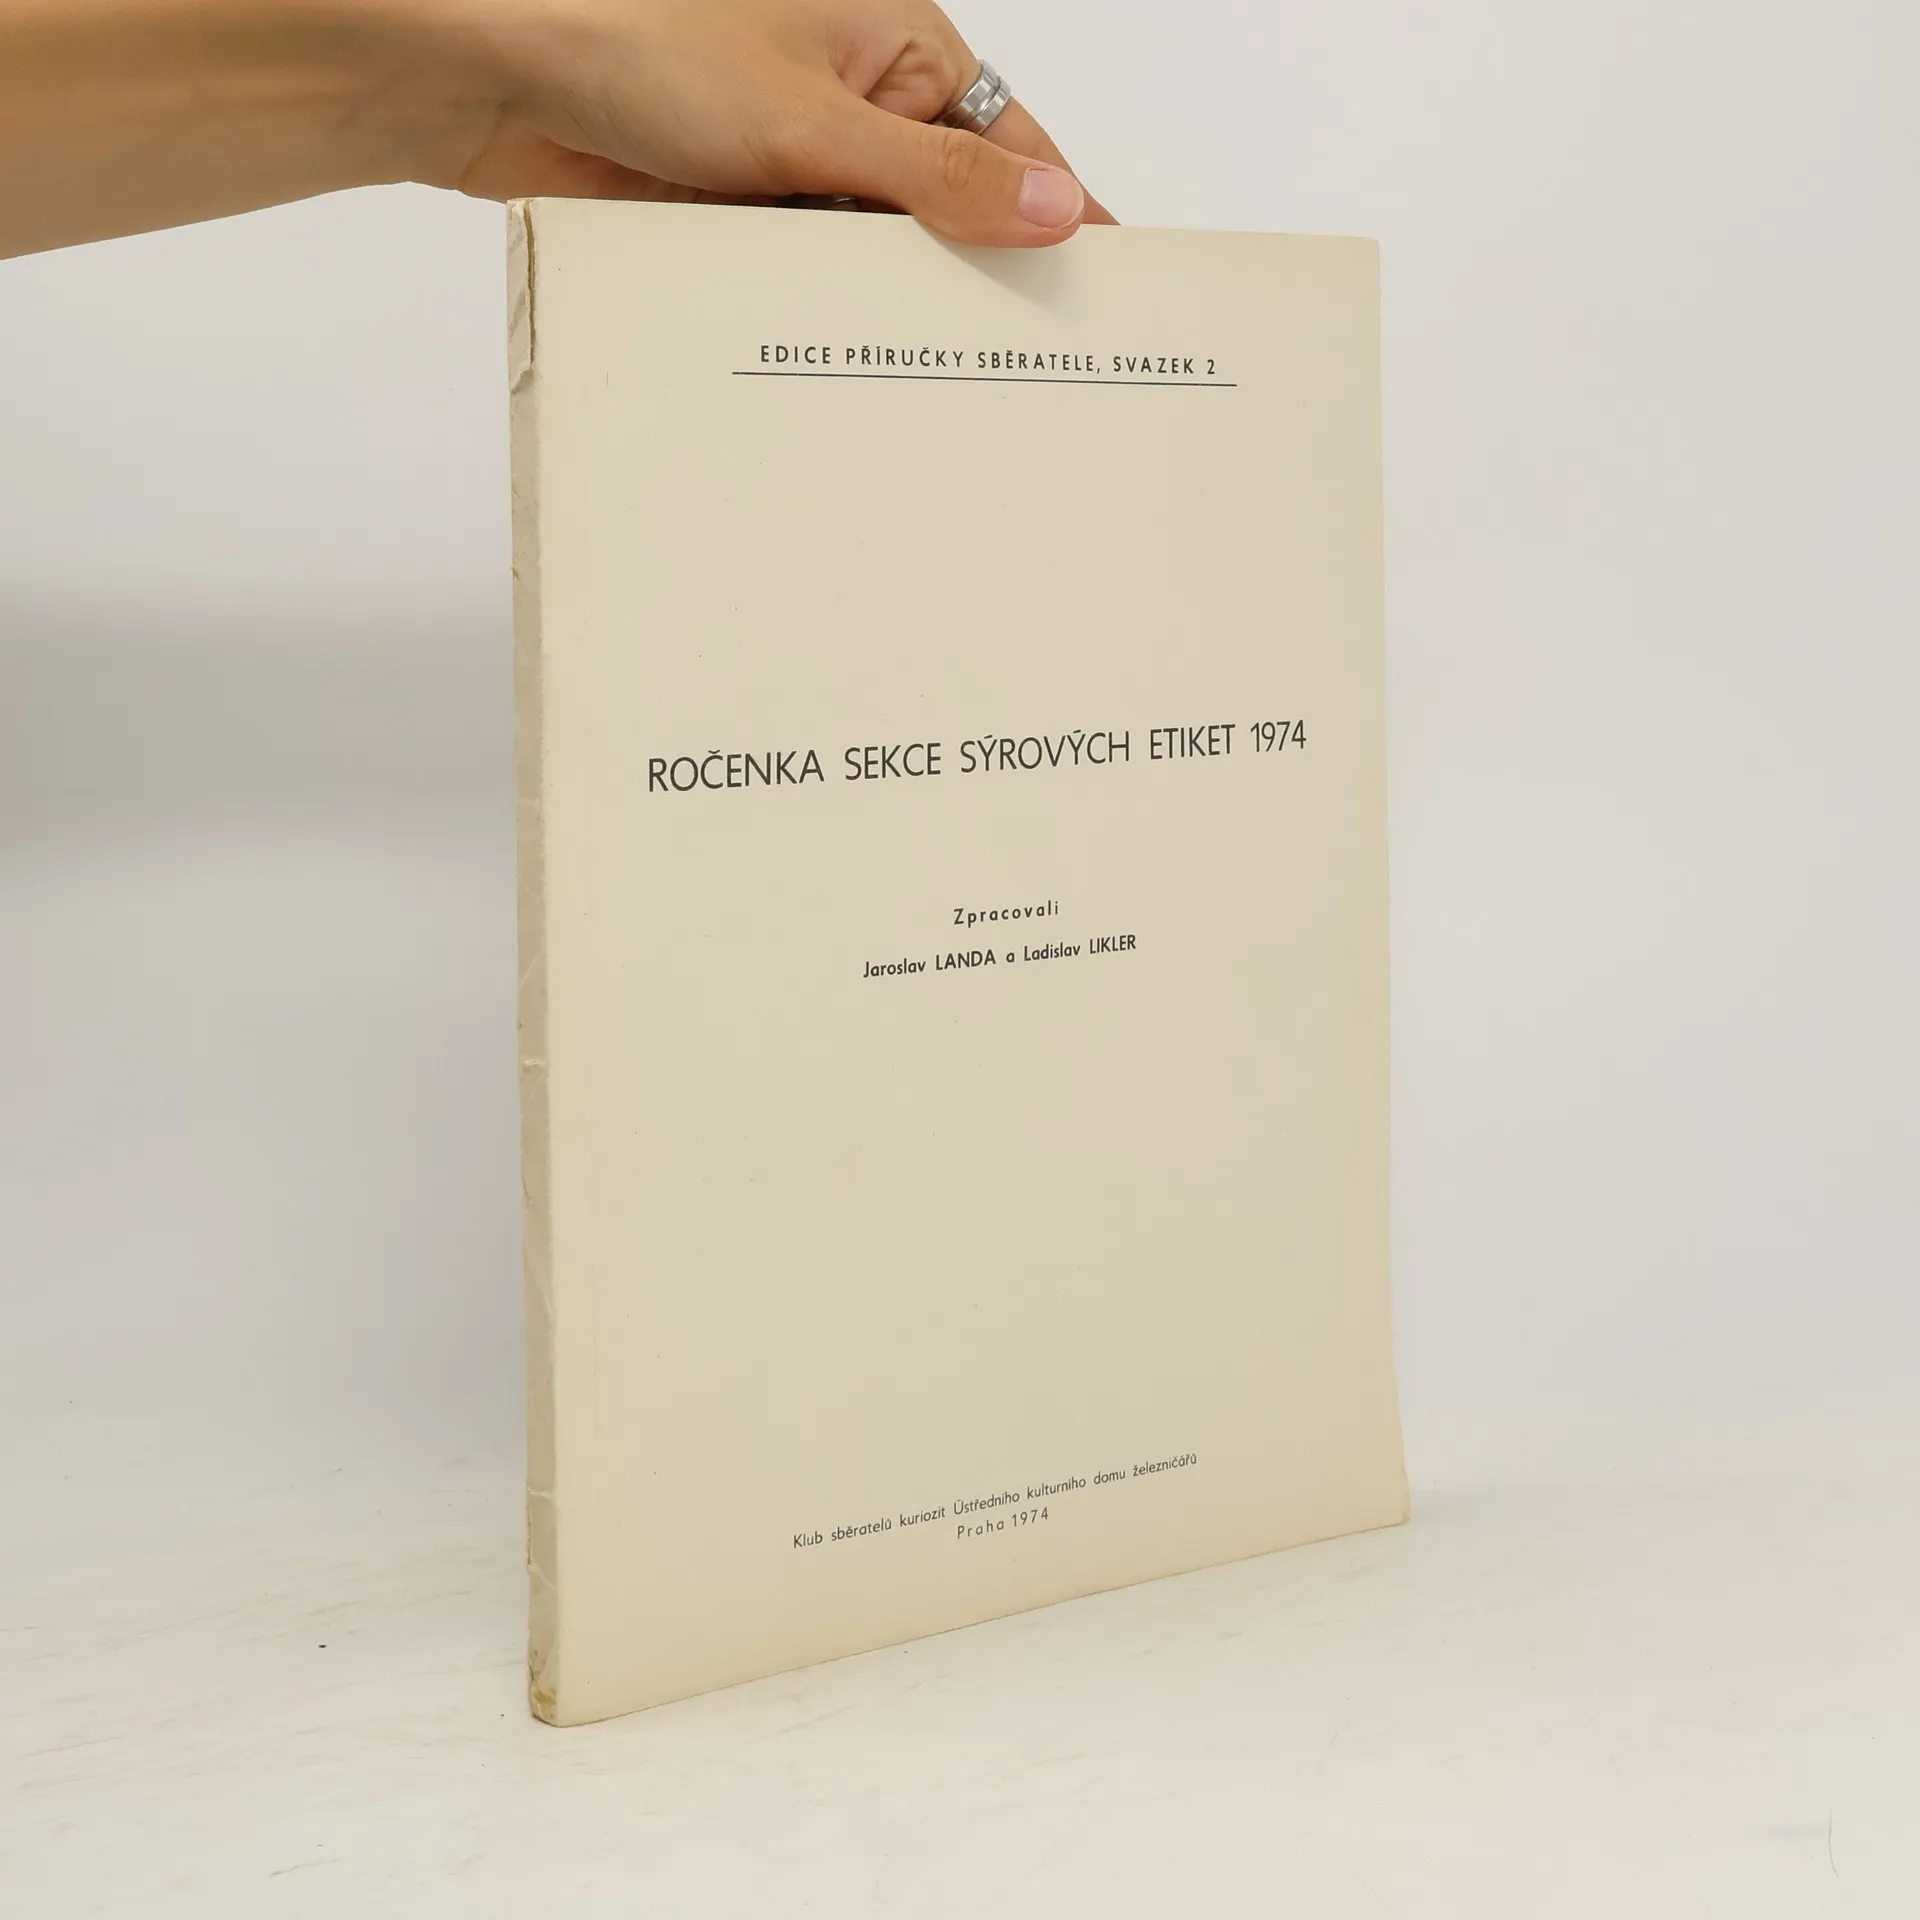 EDICE PŘÍRUČKY SBĚRATELE, SVAZEK 2
ROČENKA SEKCE SÝROVÝCH ETIKET 1974
Zpracovali
Jaroslav LANDA a Ladislav LIKLER
Klub sběratelů kuriozit Ústředního kulturního domu železničářů
Praha 1974